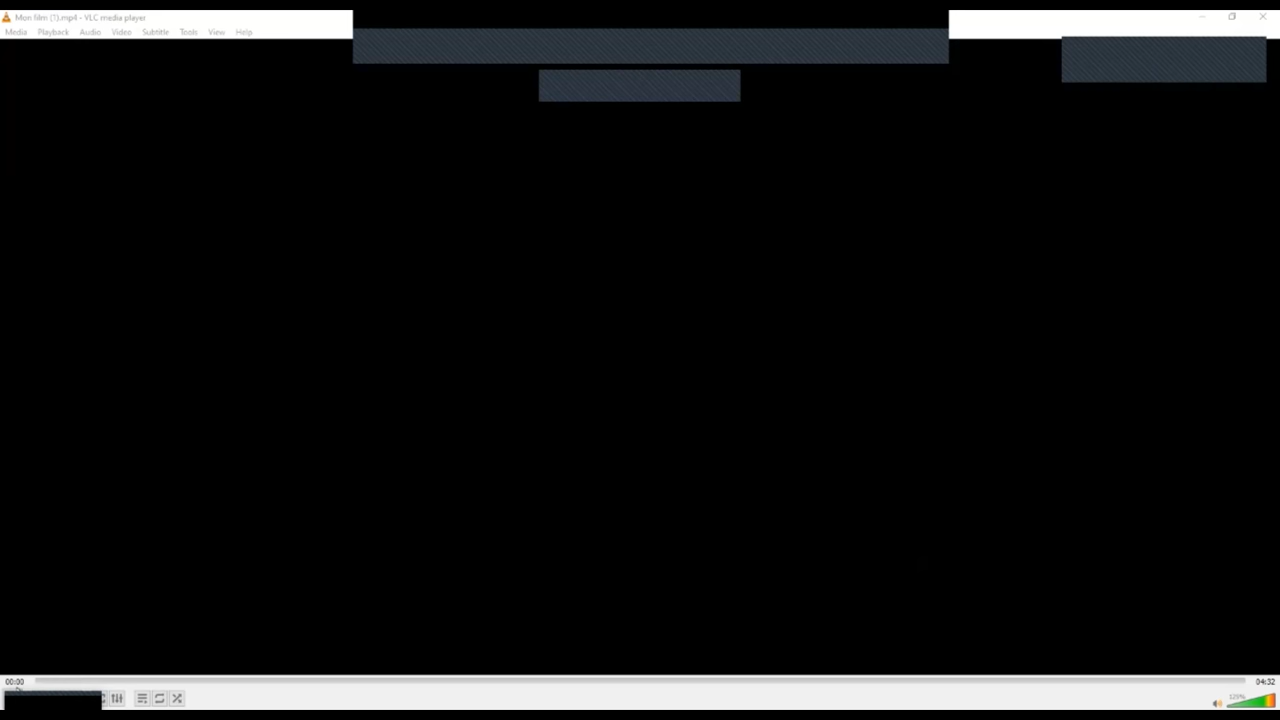 Mon film (1).mp4 - VLC media player
Media Playback Audio Video Subtitle Tools View Help
00:00 04:32
125%